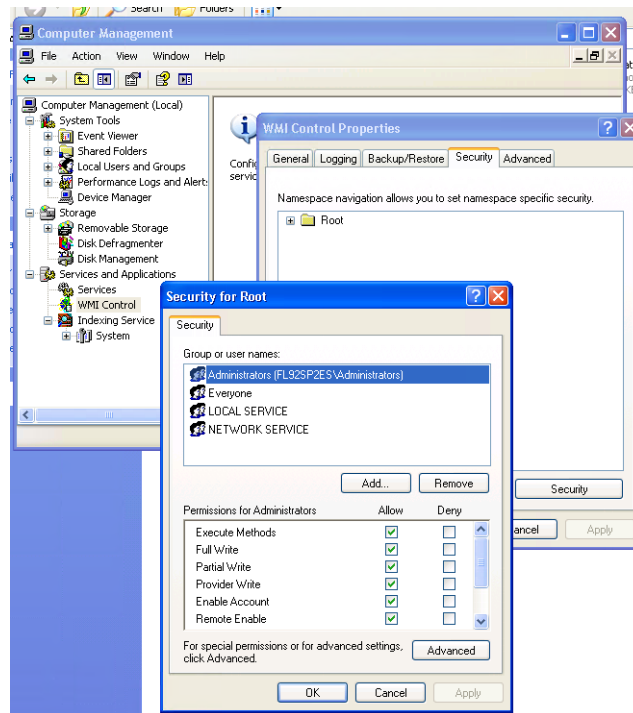 Search Folders
Computer Management
File Action View Window Help
Computer Management (Local)
System Tools
Event Viewer
Shared Folders
Local Users and Groups
Performance Logs and Alert
Device Manager
Storage
Removable Storage
Disk Defragmenter
Disk Management
Services and Applications
Services
WMI Control
Indexing Service
System
Config
servic
WMI Control Properties
General Logging Backup/Restore Security Advanced
Namespace navigation allows you to set namespace specific security.
Root
Security
ancel Apply
Security for Root
Security
Group or user names:
Administrators (FL92SP2ES\Administrators)
Everyone
LOCAL SERVICE
NETWORK SERVICE
Add... Remove
Permissions for Administrators Allow Deny
Execute Methods
Full Write
Partial Write
Provider Write
Enable Account
Remote Enable
For special permissions or for advanced settings,
click Advanced.
Advanced
OK Cancel Apply